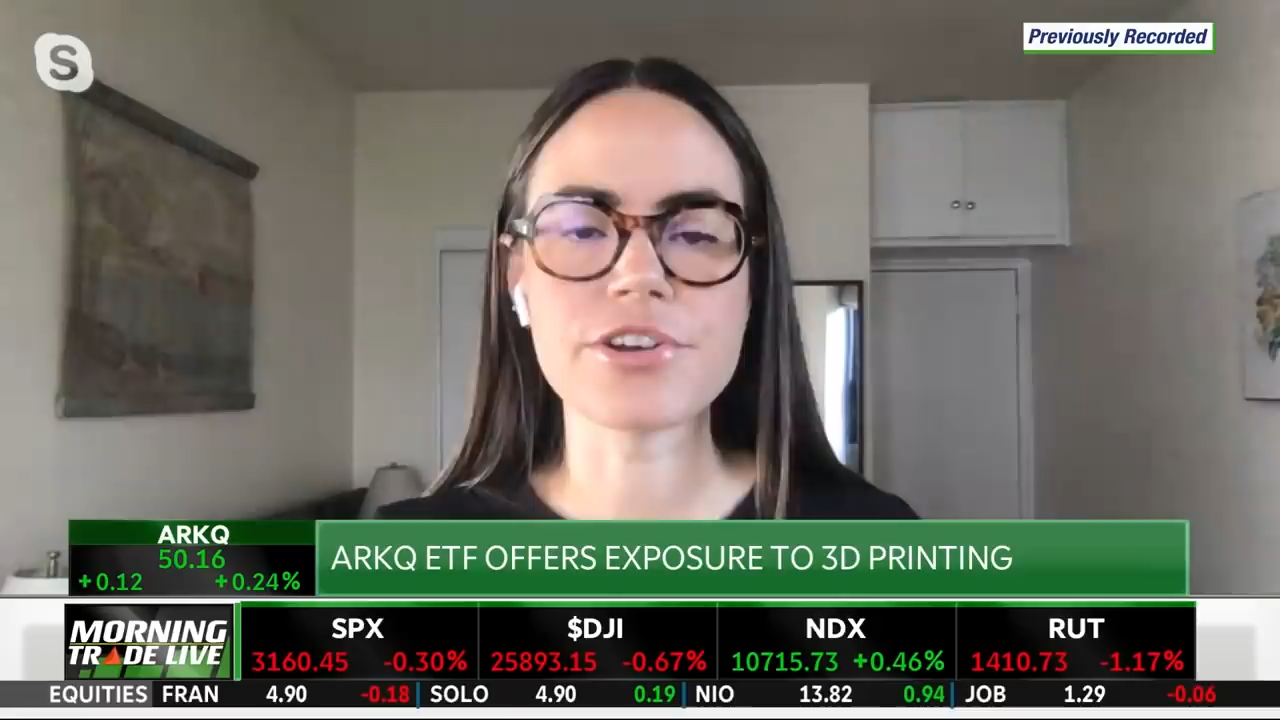 S
Previously Recorded
ARKQ
50.16
+0.12 +0.24%
ARKQ ETF OFFERS EXPOSURE TO 3D PRINTING
MORNING
TRADE LIVE
SPX
3160.45 -0.30%
$DJI
25893.15 -0.67%
NDX
10715.73 +0.46%
RUT
1410.73 -1.17%
EQUITIES FRAN 4.90 -0.18 SOLO 4.90 0.19 NIO 13.82 0.94 JOB 1.29 -0.06